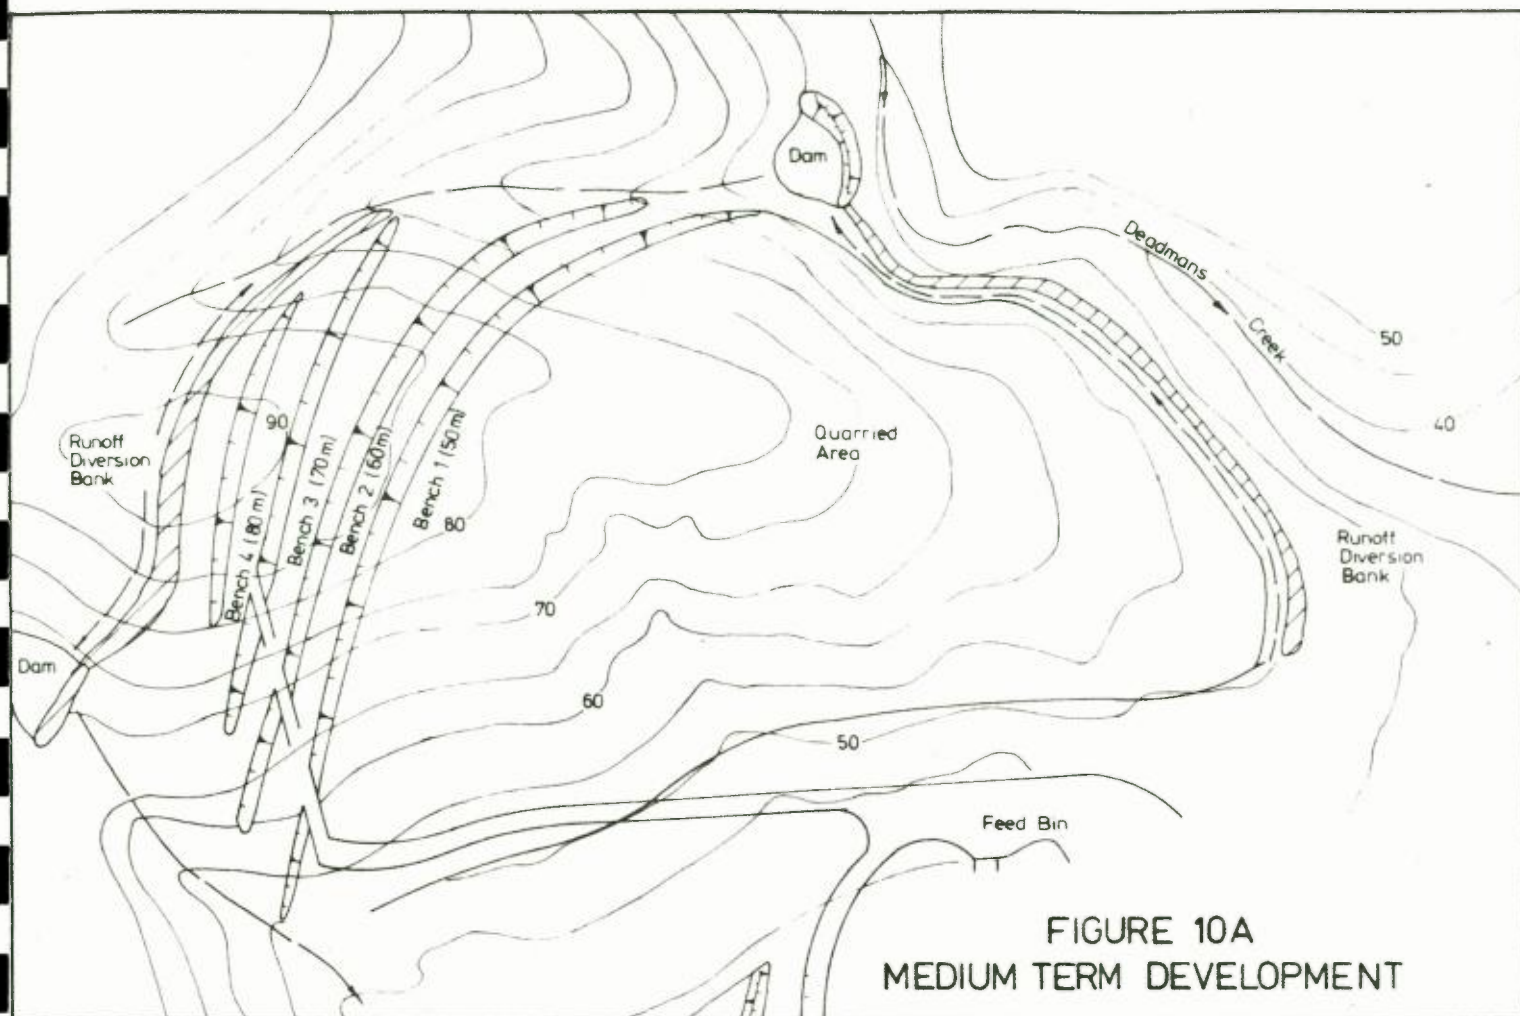 Dam
Deadmans
Creek
50
40
Runoff
Diversion
Bank
90
Quarried
Area
Bench 4 (80 m)
Bench 3 (70 m)
Bench 2 (60 m)
Bench 1 (50 m)
80
Runoff
Diversion
Bank
70
Dam
60
50
Feed Bin
FIGURE 10A
MEDIUM TERM DEVELOPMENT